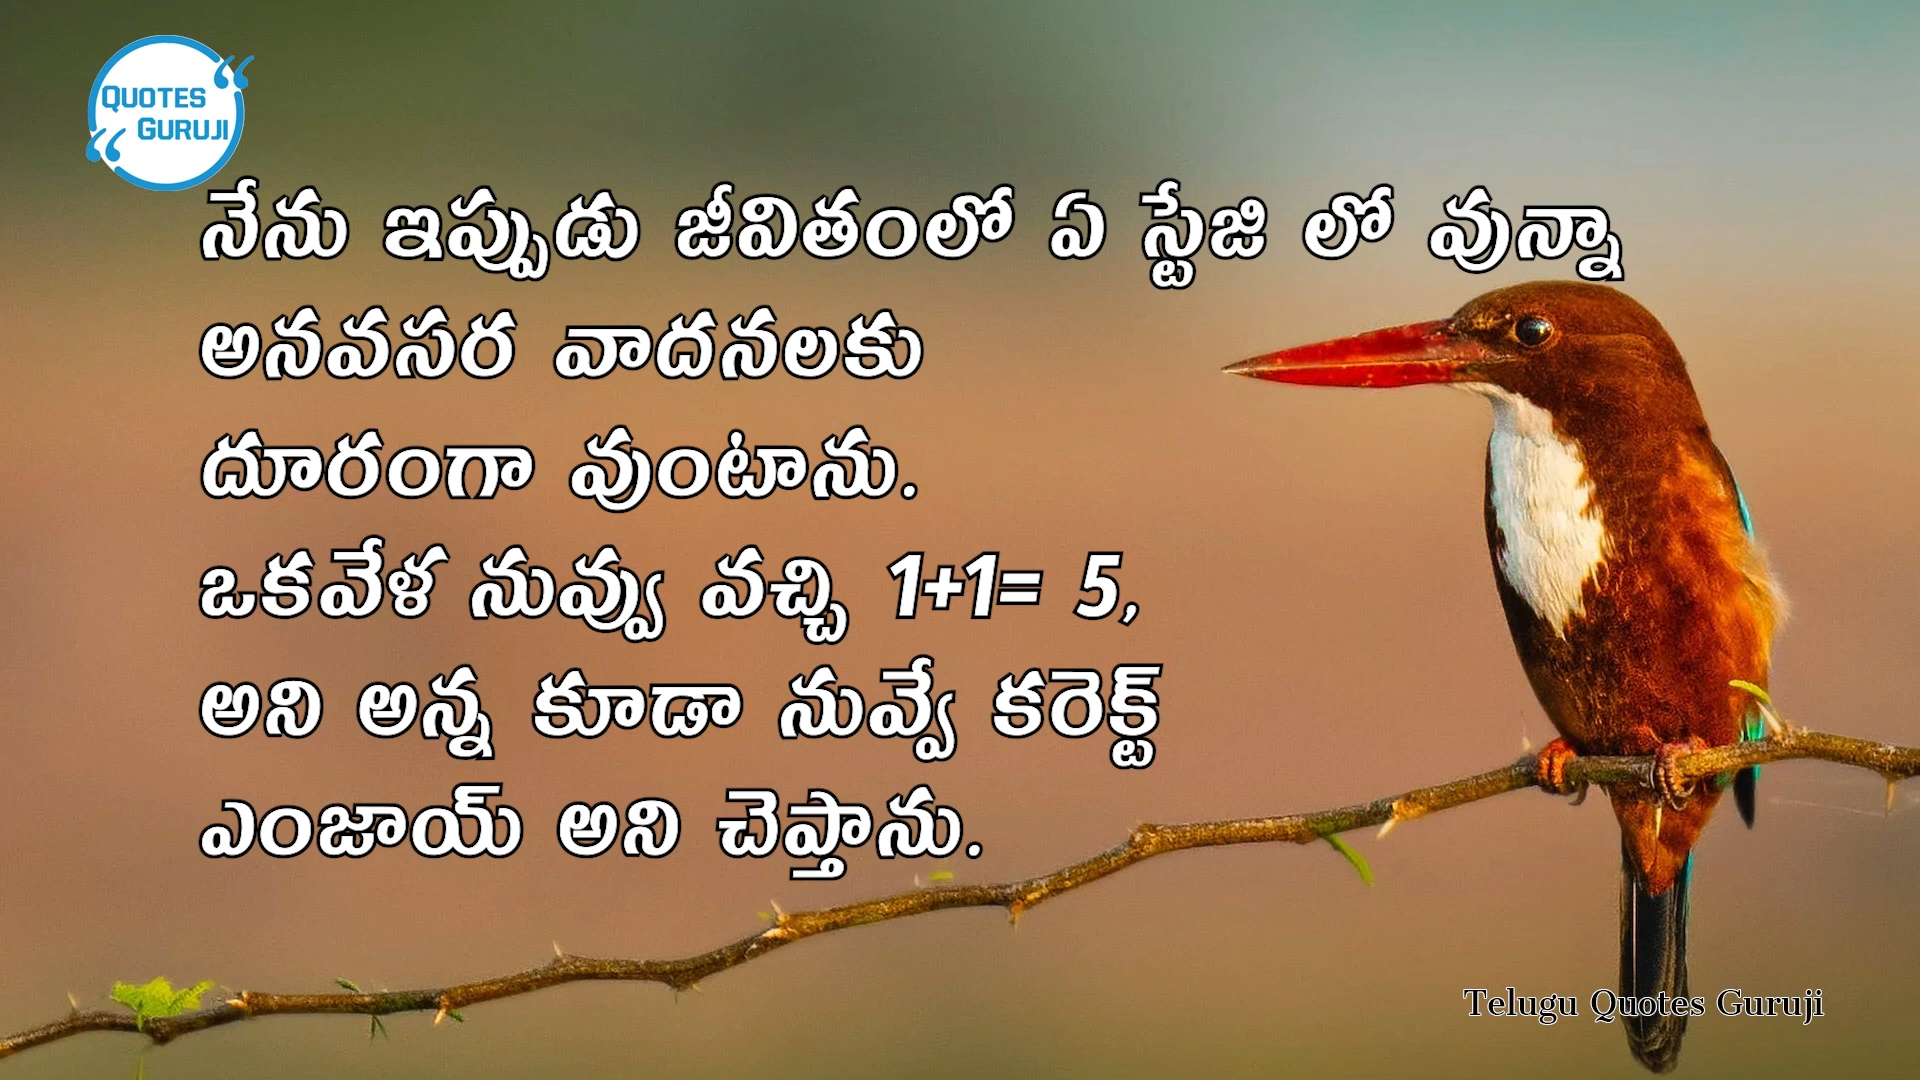 QUOTES
GURUJI
నేను ఇప్పుడు జీవితంలో ఏ స్టేజి లో వున్నా
అనవసర వాదనలకు
దూరంగా వుంటాను.
ఒకవేళ నువ్వు వచ్చి 1+1= 5,
అని అన్న కూడా నువ్వే కరెక్ట్
ఎంజాయ్ అని చెప్తాను.
Telugu Quotes Guruji